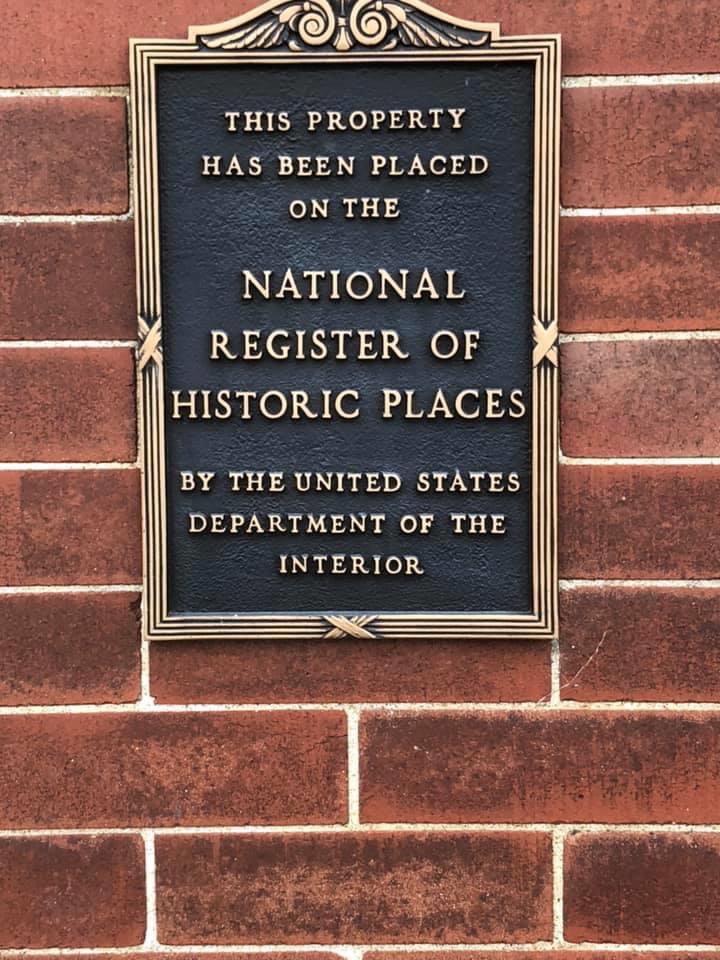 THIS PROPERTY
HAS BEEN PLACED
ON THE
NATIONAL
REGISTER OF
HISTORIC PLACES
BY THE UNITED STATES
DEPARTMENT OF THE
INTERIOR